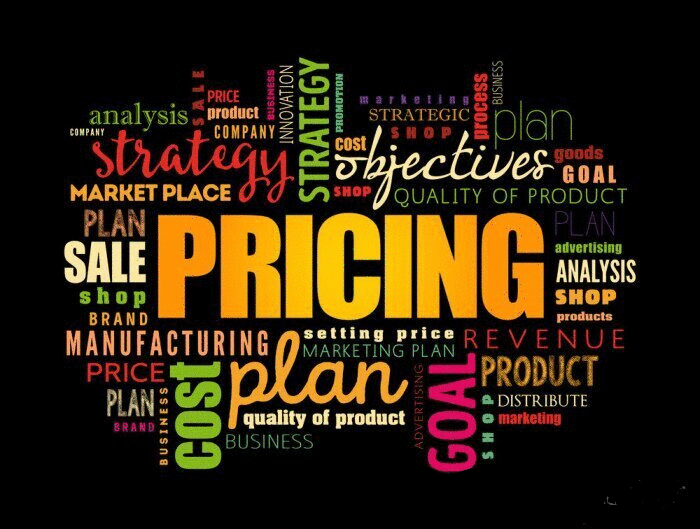 SALE
PRICE
BUSINESS
INNOVATION
STRATEGY
PROMOTION
marketing
process
BUSINESS
analysis
product
STRATEGIC
plan
COMPANY
COMPANY
SHOP
strategy
cost
objectives
goods
GOAL
MARKET PLACE
SHOP
QUALITY OF PRODUCT
PLAN
PRICING
PLAN
SALE
advertising
ANALYSIS
shop
SHOP
BRAND
products
MANUFACTURING
setting price
REVENUE
MARKETING PLAN
PRICE
cost
plan
ADVERTISING
GOAL
PRODUCT
PLAN
BUSINESS
quality of product
SHOP
DISTRIBUTE
BRAND
BUSINESS
marketing